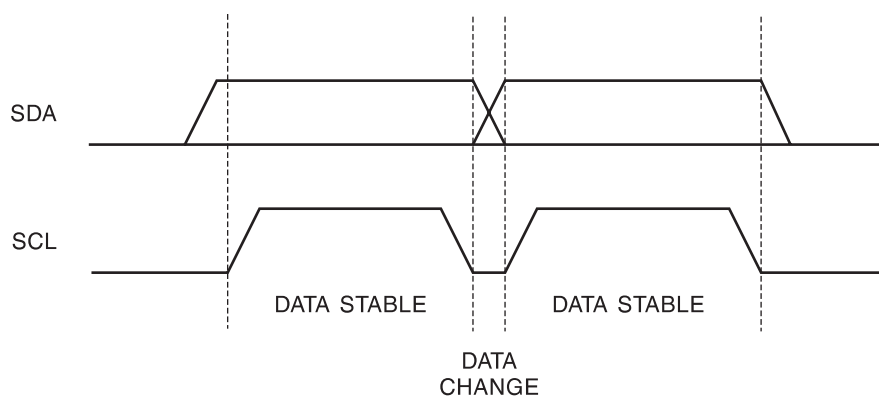 SDA
SCL
DATA STABLE
DATA STABLE
DATA
CHANGE